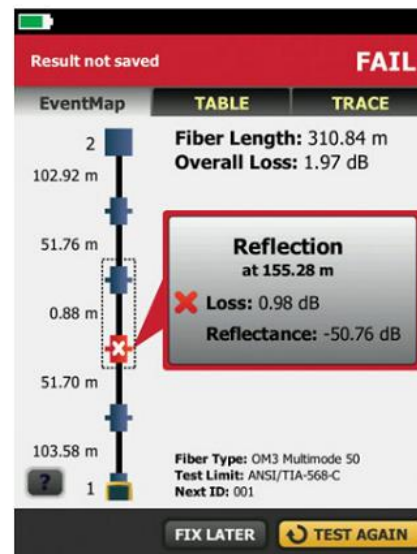 Result not saved
FAIL
EventMap
TABLE
TRACE
2
Fiber Length: 310.84 m
Overall Loss: 1.97 dB
102.92 m
51.76 m
Reflection
at 155.28 m
Loss: 0.98 dB
Reflectance: -50.76 dB
0.88 m
51.70 m
103.58 m
Fiber Type: OM3 Multimode 50
Test Limit: ANSI/TIA-568-C
Next ID: 001
?
1
FIX LATER
TEST AGAIN